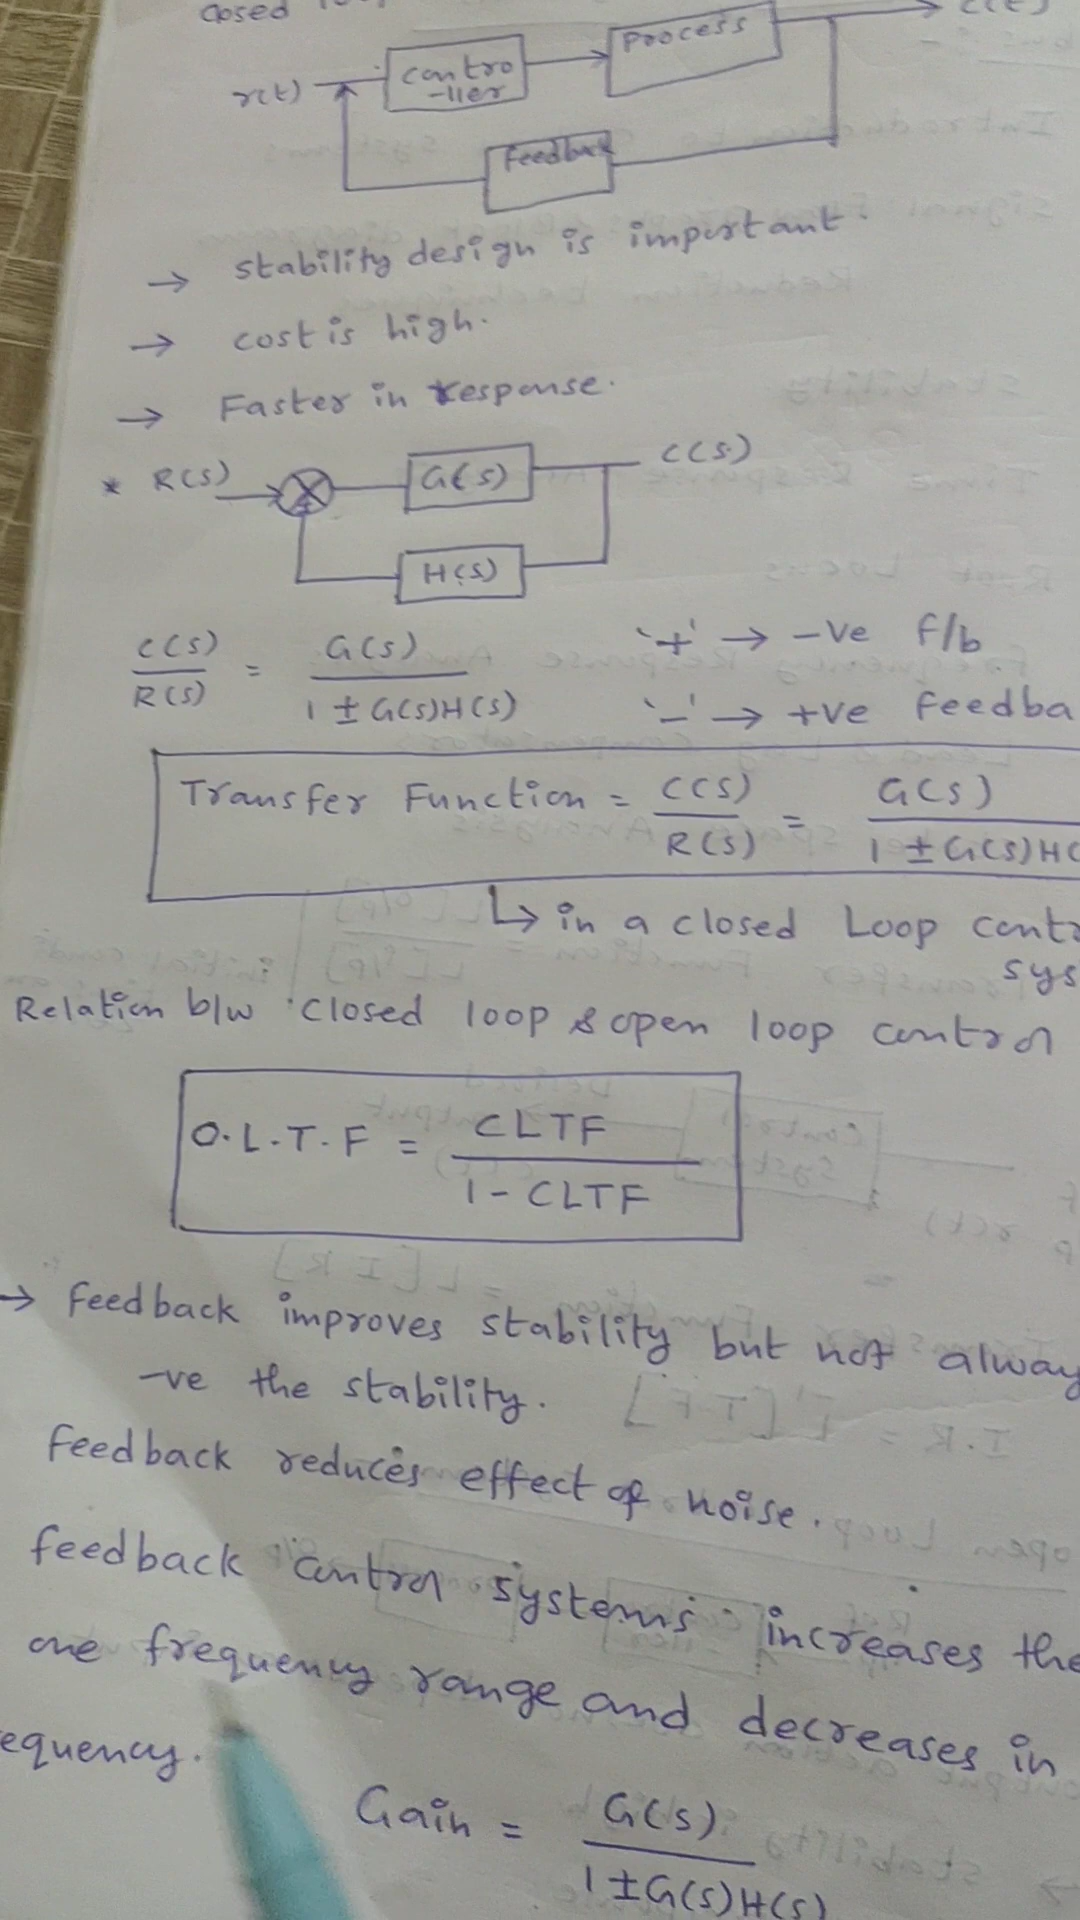 closed
c(t)
r(t)
contro
-ller
process
Feedback
→ stability design is important.
→ cost is high.
→ Faster in response.
* R(s)
G(s)
C(s)
H(s)
C(s)/R(s) = G(s)/1 ± G(s)H(s)
'+' → -ve f/b
'-' → +ve Feedba
Transfer Function = C(s)/R(s) = G(s)/1 ± G(s)H(
↳ in a closed Loop cont
sys
Relation b/w closed loop & open loop control
O.L.T.F = CLTF/1 - CLTF
→ feedback improves stability but not alway
-ve the stability.
Feedback reduces effect of noise.
feedback control systems increases the
one frequency range and decreases in
equency.
Gain = G(s)/1 ± G(s)H(s)